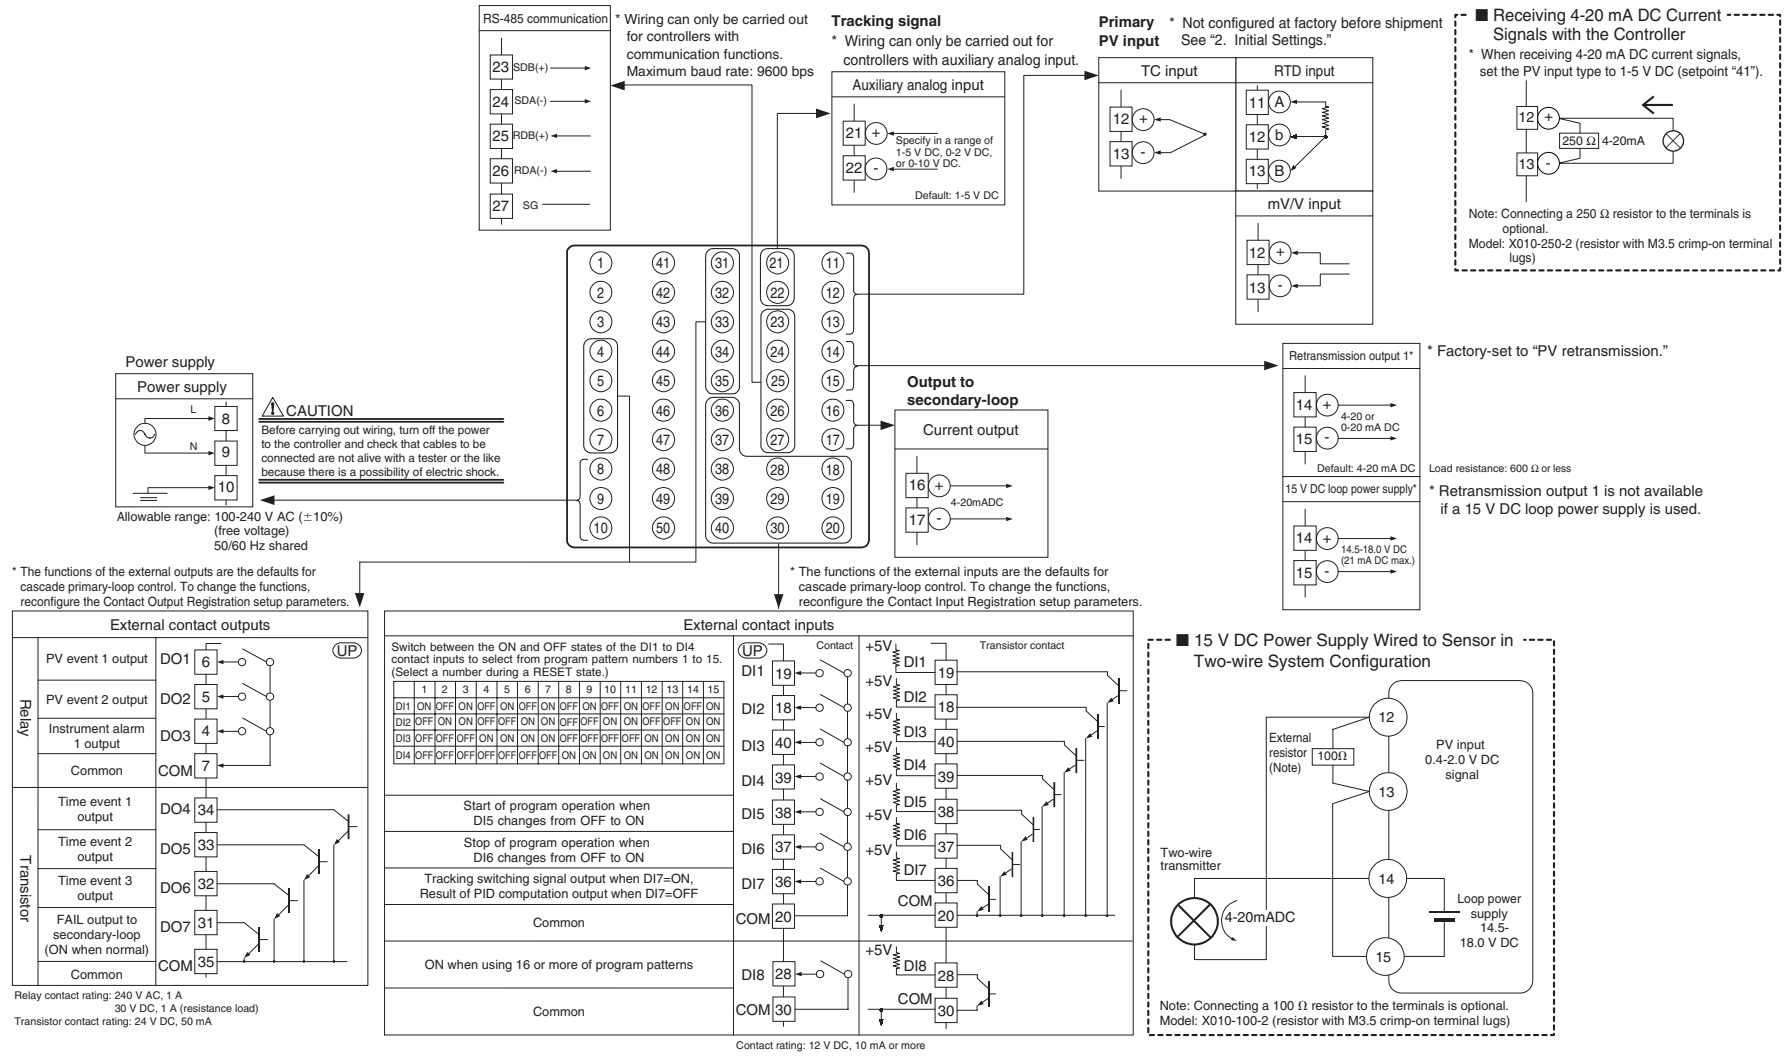 RS-485 communication
* Wiring can only be carried out
for controllers with
communication functions.
Maximum baud rate: 9600 bps
23 SDB(+)
24 SDA(-)
25 RDB(+)
26 RDA(-)
27 SG
Tracking signal
* Wiring can only be carried out for
controllers with auxiliary analog input.
Auxiliary analog input
21 +
Specify in a range of
1-5 V DC, 0-2 V DC,
or 0-10 V DC.
22 -
Default: 1-5 V DC
Primary
PV input
* Not configured at factory before shipment
See “2. Initial Settings.”
TC input
12 +
13 -
RTD input
11 A
12 b
13 B
mV/V input
12 +
13 -
■ Receiving 4-20 mA DC Current
Signals with the Controller
* When receiving 4-20 mA DC current signals,
set the PV input type to 1-5 V DC (setpoint “41”).
12 +
250 Ω 4-20mA
13 -
Note: Connecting a 250 Ω resistor to the terminals is
optional.
Model: X010-250-2 (resistor with M3.5 crimp-on terminal
lugs)
1 41 31 21 11
2 42 32 22 12
3 43 33 23 13
4 44 34 24 14
5 45 35 25 15
6 46 36 26 16
7 47 37 27 17
8 48 38 28 18
9 49 39 29 19
10 50 40 30 20
Power supply
Power supply
L 8
N 9
10
CAUTION
Before carrying out wiring, turn off the power
to the controller and check that cables to be
connected are not alive with a tester or the like
because there is a possibility of electric shock.
Allowable range: 100-240 V AC (±10%)
(free voltage)
50/60 Hz shared
Output to
secondary-loop
Current output
16 +
4-20mADC
17 -
Retransmission output 1*
* Factory-set to “PV retransmission.”
14 +
4-20 or
0-20 mA DC
15 -
Default: 4-20 mA DC
Load resistance: 600 Ω or less
15 V DC loop power supply*
* Retransmission output 1 is not available
if a 15 V DC loop power supply is used.
14 +
14.5-18.0 V DC
(21 mA DC max.)
15 -
* The functions of the external outputs are the defaults for
cascade primary-loop control. To change the functions,
reconfigure the Contact Output Registration setup parameters.
External contact outputs
UP
Relay
PV event 1 output DO1 6
PV event 2 output DO2 5
Instrument alarm
1 output DO3 4
Common COM 7
Transistor
Time event 1
output DO4 34
Time event 2
output DO5 33
Time event 3
output DO6 32
FAIL output to
secondary-loop
(ON when normal) DO7 31
Common COM 35
Relay contact rating: 240 V AC, 1 A
30 V DC, 1 A (resistance load)
Transistor contact rating: 24 V DC, 50 mA
* The functions of the external inputs are the defaults for
cascade primary-loop control. To change the functions,
reconfigure the Contact Input Registration setup parameters.
External contact inputs
Switch between the ON and OFF states of the DI1 to DI4
contact inputs to select from program pattern numbers 1 to 15.
(Select a number during a RESET state.)
1 2 3 4 5 6 7 8 9 10 11 12 13 14 15
DI1 ON OFF ON OFF ON OFF ON OFF ON OFF ON OFF ON OFF ON
DI2 OFF ON ON OFF OFF ON ON OFF OFF ON ON OFF OFF ON ON
DI3 OFF OFF OFF ON ON ON ON OFF OFF OFF OFF ON ON ON ON
DI4 OFF OFF OFF OFF OFF OFF OFF ON ON ON ON ON ON ON ON
Start of program operation when
DI5 changes from OFF to ON
Stop of program operation when
DI6 changes from OFF to ON
Tracking switching signal output when DI7=ON,
Result of PID computation output when DI7=OFF
Common
ON when using 16 or more of program patterns
Common
UP Contact
DI1 19
DI2 18
DI3 40
DI4 39
DI5 38
DI6 37
DI7 36
COM 20
DI8 28
COM 30
Transistor contact
+5V DI1 19
+5V DI2 18
+5V DI3 40
+5V DI4 39
+5V DI5 38
+5V DI6 37
+5V DI7 36
COM 20
+5V DI8 28
COM 30
Contact rating: 12 V DC, 10 mA or more
■ 15 V DC Power Supply Wired to Sensor in
Two-wire System Configuration
12
External
resistor
(Note)
100Ω
PV input
0.4-2.0 V DC
signal
13
Two-wire
transmitter
14
4-20mADC
Loop power
supply
14.5-
18.0 V DC
15
Note: Connecting a 100 Ω resistor to the terminals is optional.
Model: X010-100-2 (resistor with M3.5 crimp-on terminal lugs)